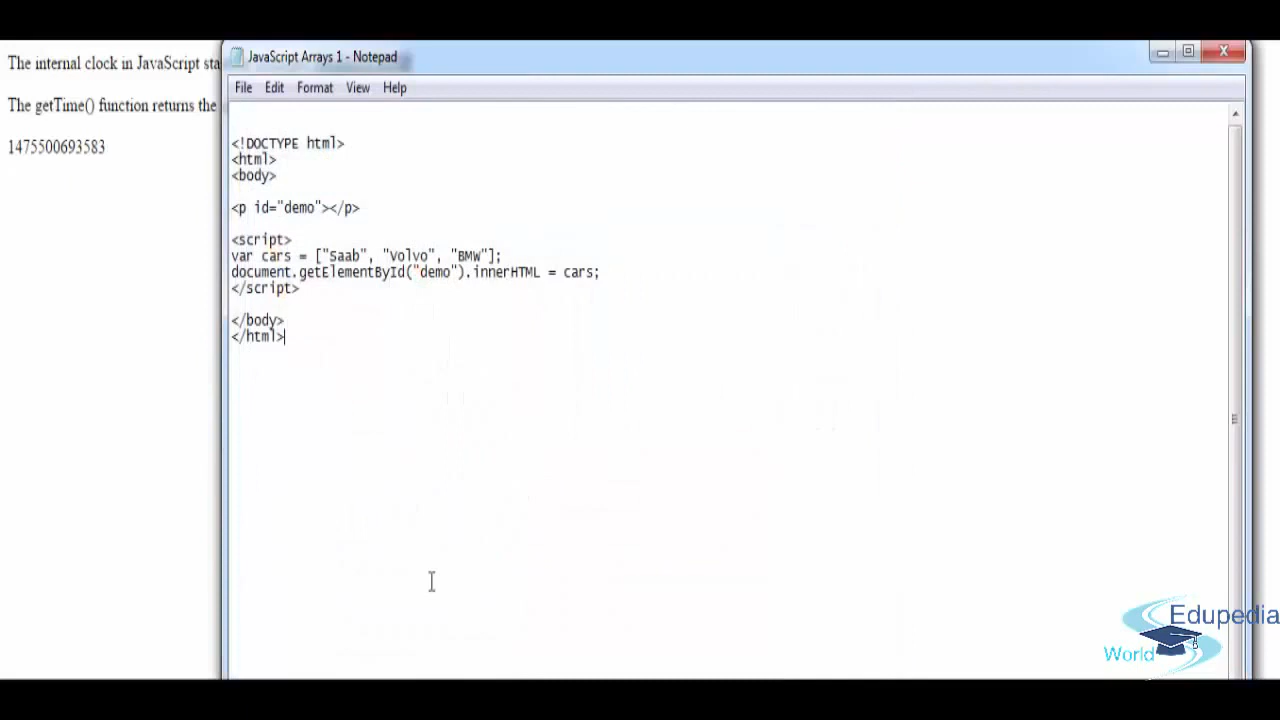 The internal clock in JavaScript sta
The getTime() function returns the
1475500693583
JavaScript Arrays 1 - Notepad
File Edit Format View Help
<!DOCTYPE html>
<html>
<body>
<p id="demo"></p>
<script>
var cars = ["Saab", "Volvo", "BMW"];
document.getElementById("demo").innerHTML = cars;
</script>
</body>
</html>
Edupedia
World